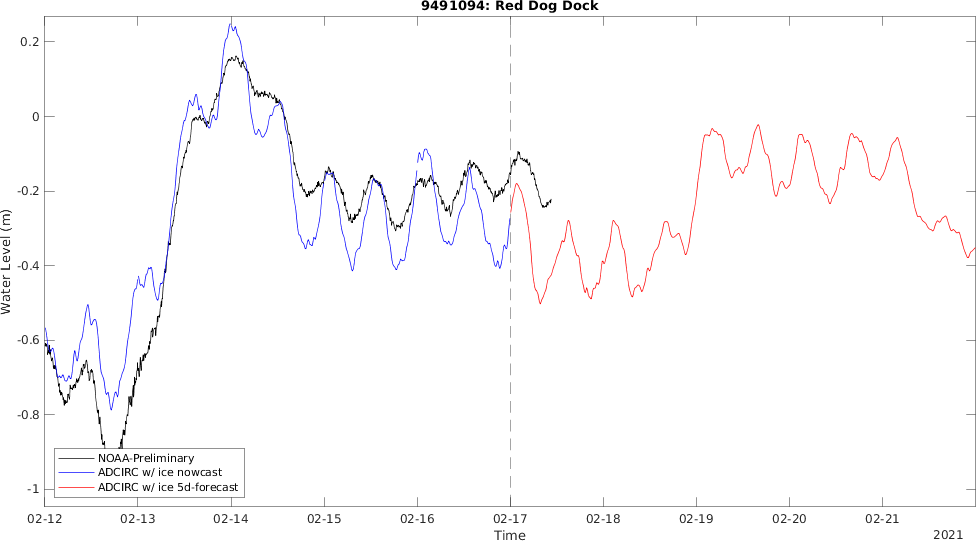 9491094: Red Dog Dock
Water Level (m)
0.2
0
-0.2
-0.4
-0.6
-0.8
-1
NOAA-Preliminary
ADCIRC w/ ice nowcast
ADCIRC w/ ice 5d-forecast
02-12 02-13 02-14 02-15 02-16 02-17 02-18 02-19 02-20 02-21
Time
2021